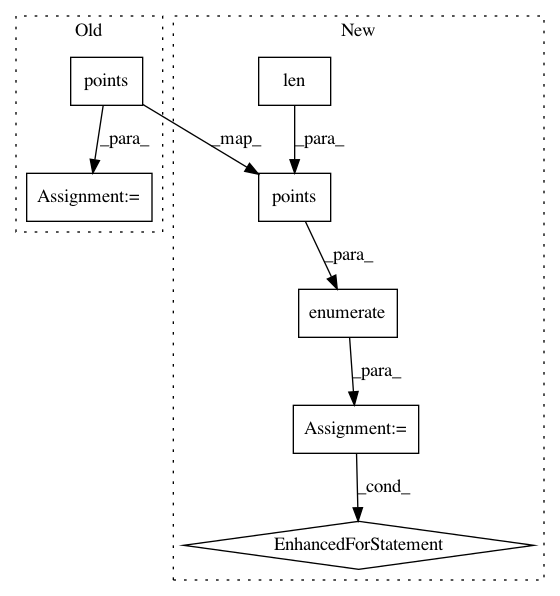 Old
New
points
len
_para_
_map_
_para_
Assignment:=
points
_para_
enumerate
_para_
Assignment:=
_cond_
EnhancedForStatement